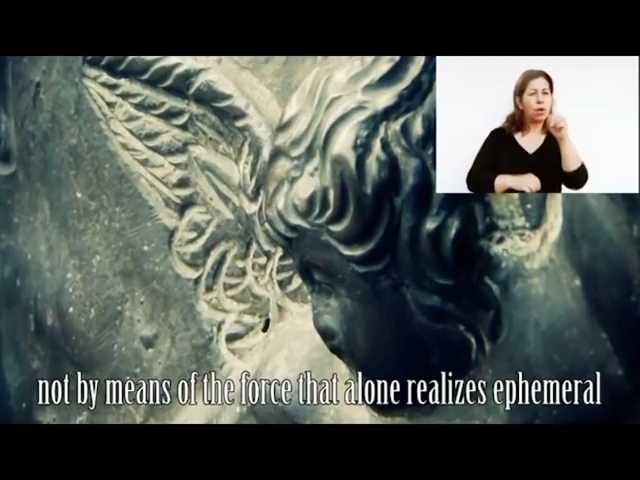 not by means of the force that alone realizes ephemeral